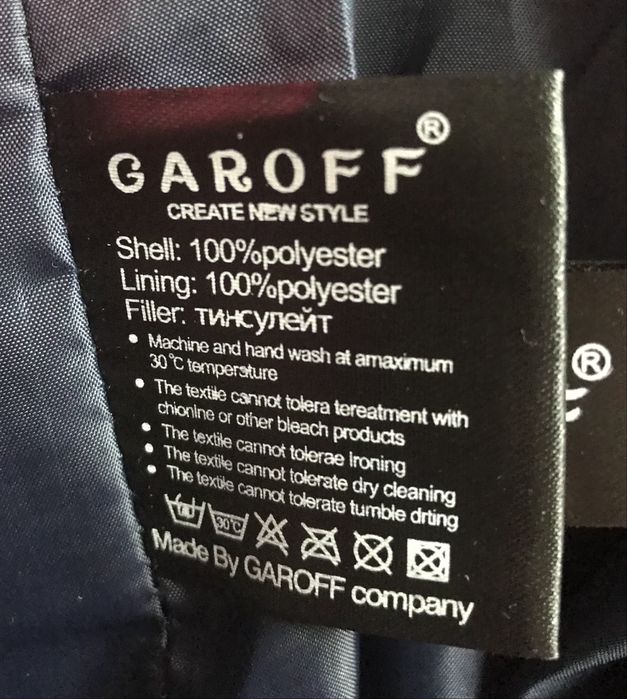 GAROFF®
CREATE NEW STYLE
Shell: 100%polyester
Lining: 100%polyester
Filler: тинсулейт
• Machine and hand wash at amaximum
30℃ temperature
• The textile cannot tolera tereatment with
chionine or other bleach products
• The textile cannot tolerae Ironing
• The textile cannot tolerate dry cleaning
• The textile cannot tolerate tumble drting
30℃
Made By GAROFF company
®